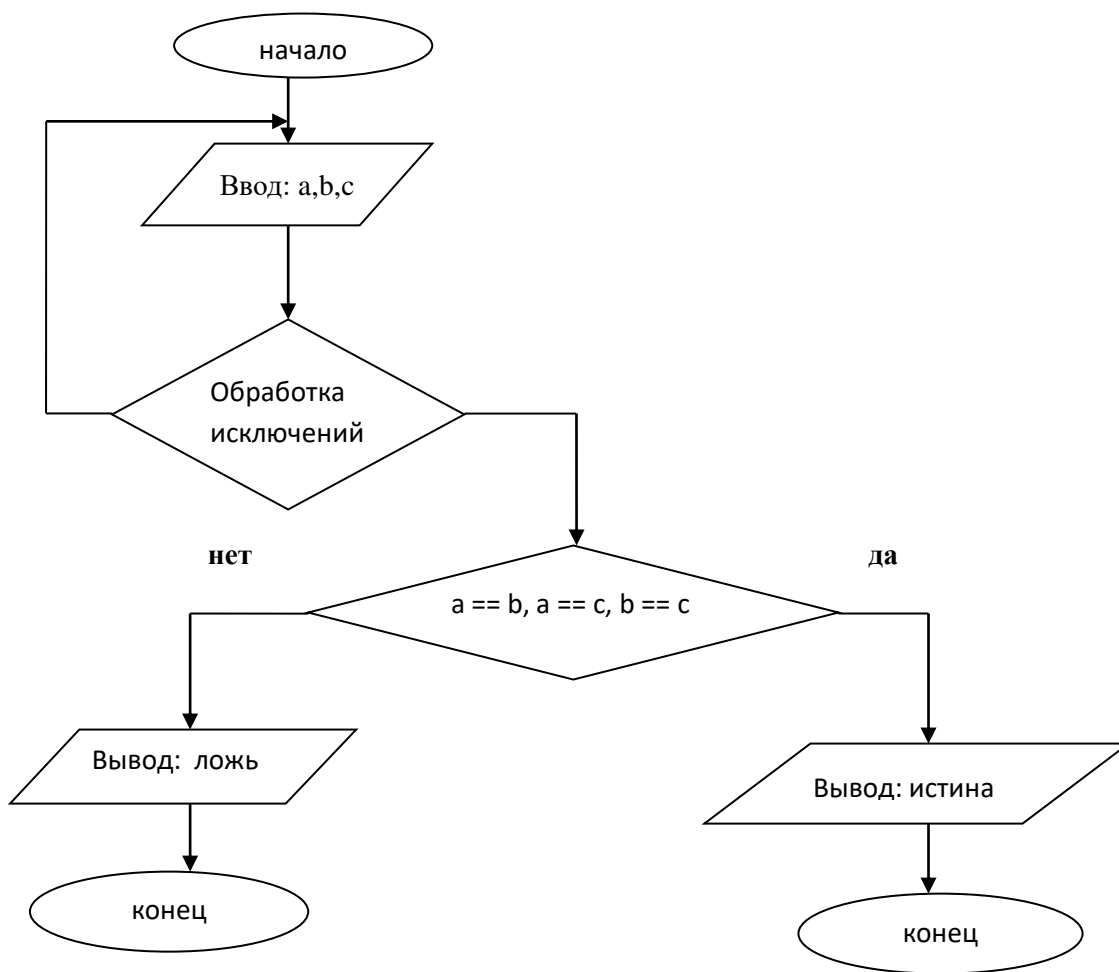 начало
Ввод: a,b,c
Обработка
исключений
нет
да
a == b, a == c, b == c
Вывод: ложь
Вывод: истина
конец
конец